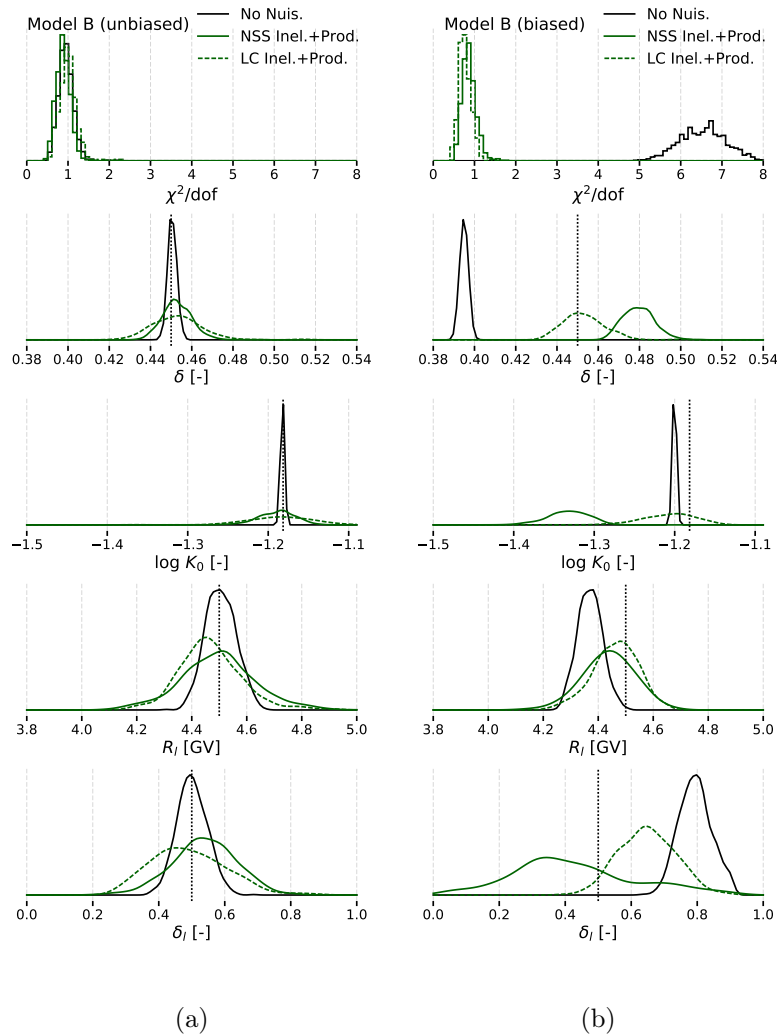 Model B (unbiased)
No Nuis.
NSS Inel.+Prod.
LC Inel.+Prod.
0 1 2 3 4 5 6 7 8
χ²/dof
0.38 0.40 0.42 0.44 0.46 0.48 0.50 0.52 0.54
δ [-]
−1.5 −1.4 −1.3 −1.2 −1.1
log K₀ [-]
3.8 4.0 4.2 4.4 4.6 4.8 5.0
R_l [GV]
0.0 0.2 0.4 0.6 0.8 1.0
δ_l [-]
(a)
Model B (biased)
No Nuis.
NSS Inel.+Prod.
LC Inel.+Prod.
0 1 2 3 4 5 6 7 8
χ²/dof
0.38 0.40 0.42 0.44 0.46 0.48 0.50 0.52 0.54
δ [-]
−1.5 −1.4 −1.3 −1.2 −1.1
log K₀ [-]
3.8 4.0 4.2 4.4 4.6 4.8 5.0
R_l [GV]
0.0 0.2 0.4 0.6 0.8 1.0
δ_l [-]
(b)